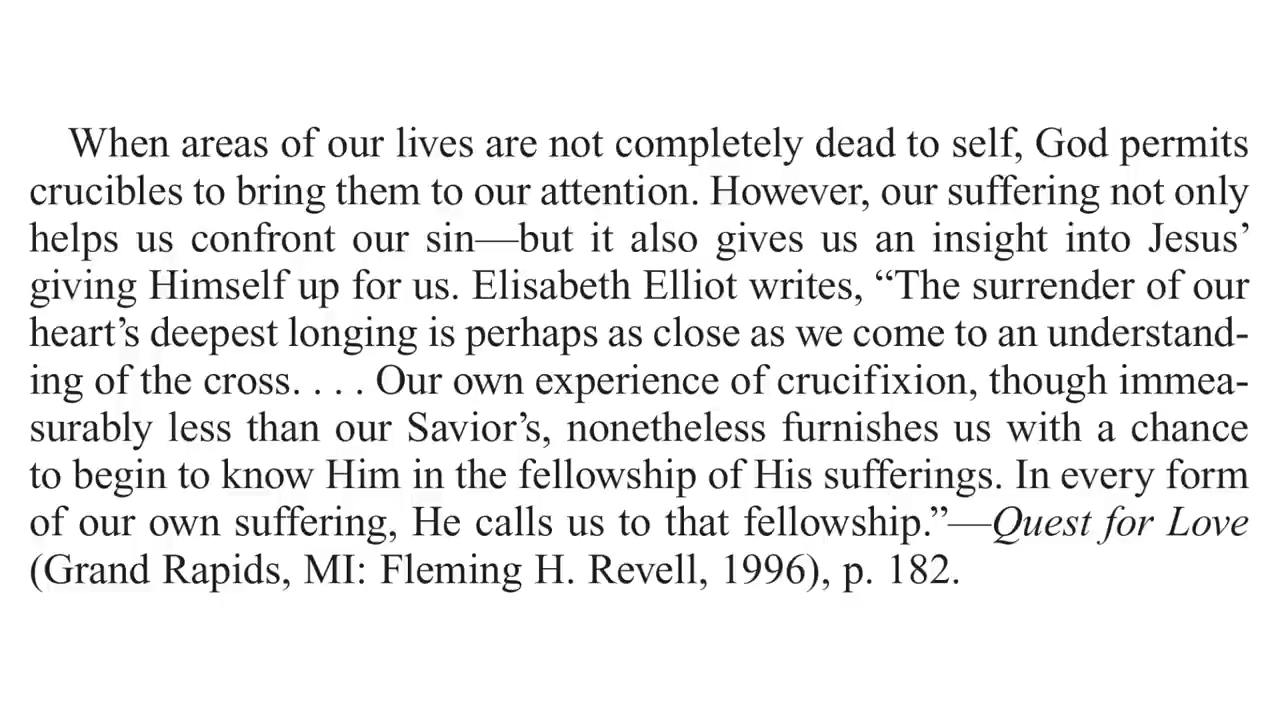 When areas of our lives are not completely dead to self, God permits
crucibles to bring them to our attention. However, our suffering not only
helps us confront our sin—but it also gives us an insight into Jesus’
giving Himself up for us. Elisabeth Elliot writes, “The surrender of our
heart’s deepest longing is perhaps as close as we come to an understand-
ing of the cross. . . . Our own experience of crucifixion, though immea-
surably less than our Savior’s, nonetheless furnishes us with a chance
to begin to know Him in the fellowship of His sufferings. In every form
of our own suffering, He calls us to that fellowship.”—Quest for Love
(Grand Rapids, MI: Fleming H. Revell, 1996), p. 182.